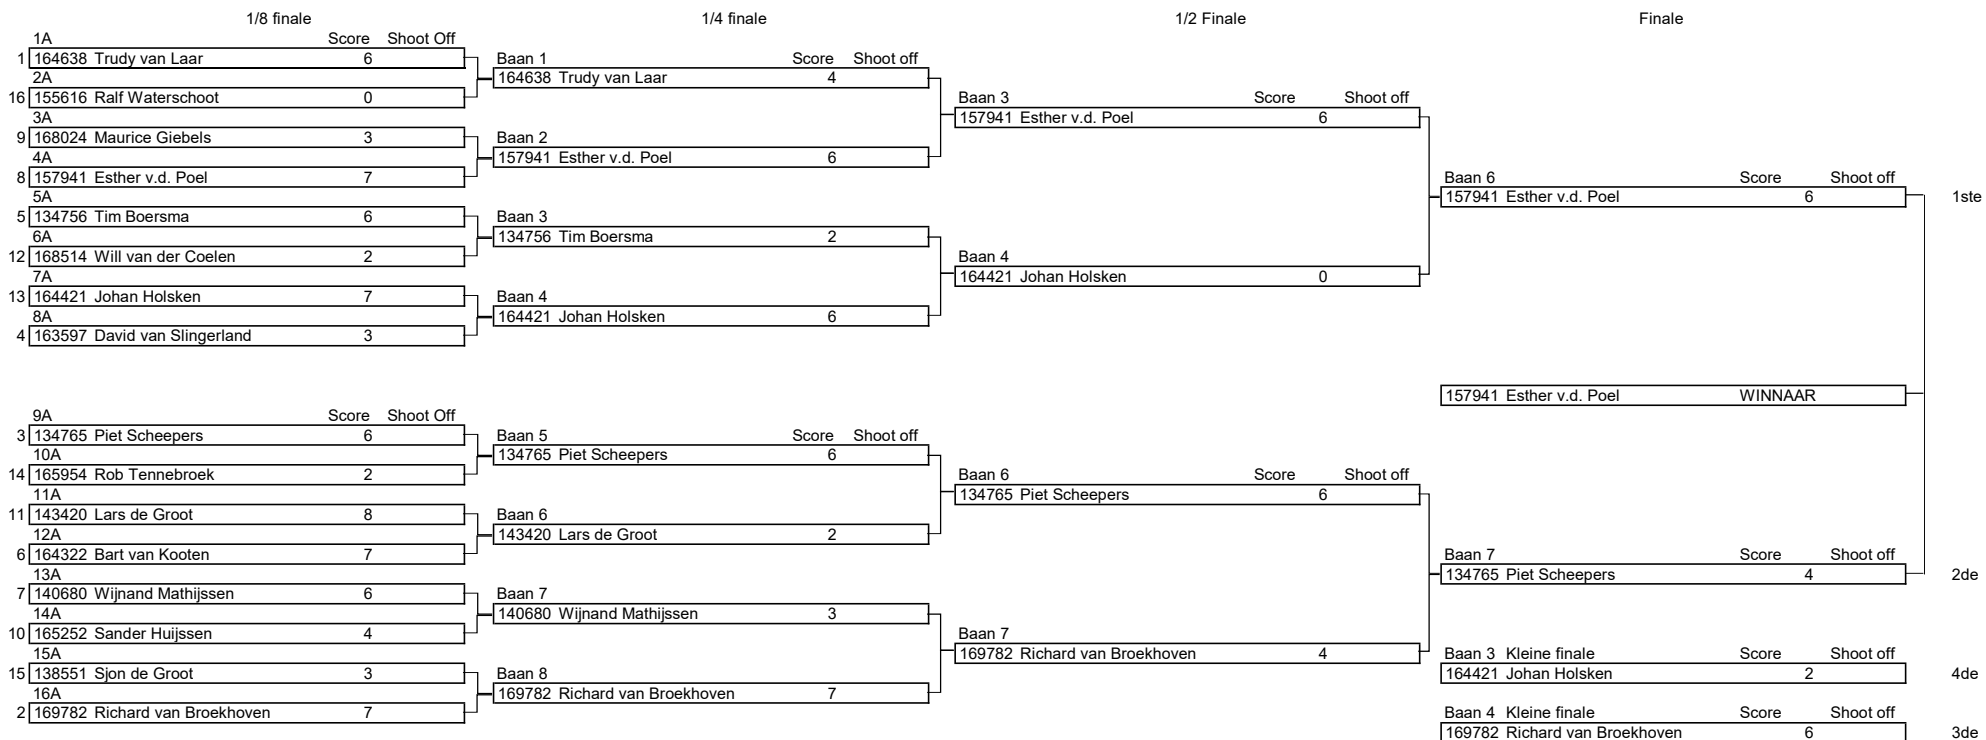 1/8 finale 1/4 finale 1/2 Finale Finale
1A Score Shoot Off
1 164638 Trudy van Laar 6 Baan 1 Score Shoot off
2A 164638 Trudy van Laar 4
16 155616 Ralf Waterschoot 0 Baan 3 Score Shoot off
3A 157941 Esther v.d. Poel 6
9 168024 Maurice Giebels 3 Baan 2
4A 157941 Esther v.d. Poel 6
8 157941 Esther v.d. Poel 7 Baan 6 Score Shoot off
5A 157941 Esther v.d. Poel 6 1ste
5 134756 Tim Boersma 6 Baan 3
6A 134756 Tim Boersma 2
12 168514 Will van der Coelen 2 Baan 4
7A 164421 Johan Holsken 0
13 164421 Johan Holsken 7 Baan 4
8A 164421 Johan Holsken 6
4 163597 David van Slingerland 3
157941 Esther v.d. Poel WINNAAR
9A Score Shoot Off
3 134765 Piet Scheepers 6 Baan 5 Score Shoot off
10A 134765 Piet Scheepers 6
14 165954 Rob Tennebroek 2 Baan 6 Score Shoot off
11A 134765 Piet Scheepers 6
11 143420 Lars de Groot 8 Baan 6
12A 143420 Lars de Groot 2
6 164322 Bart van Kooten 7 Baan 7 Score Shoot off
13A 134765 Piet Scheepers 4 2de
7 140680 Wijnand Mathijssen 6 Baan 7
14A 140680 Wijnand Mathijssen 3
10 165252 Sander Huijssen 4 Baan 7
15A 169782 Richard van Broekhoven 4 Baan 3 Kleine finale Score Shoot off
15 138551 Sjon de Groot 3 Baan 8 164421 Johan Holsken 2 4de
16A 169782 Richard van Broekhoven 7
2 169782 Richard van Broekhoven 7 Baan 4 Kleine finale Score Shoot off
169782 Richard van Broekhoven 6 3de